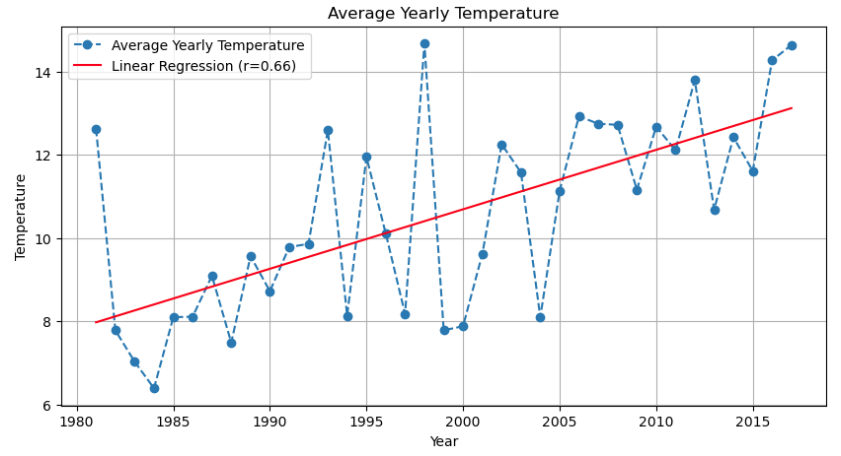 Average Yearly Temperature
Average Yearly Temperature
Linear Regression (r=0.66)
Temperature
14
12
10
8
6
1980 1985 1990 1995 2000 2005 2010 2015
Year